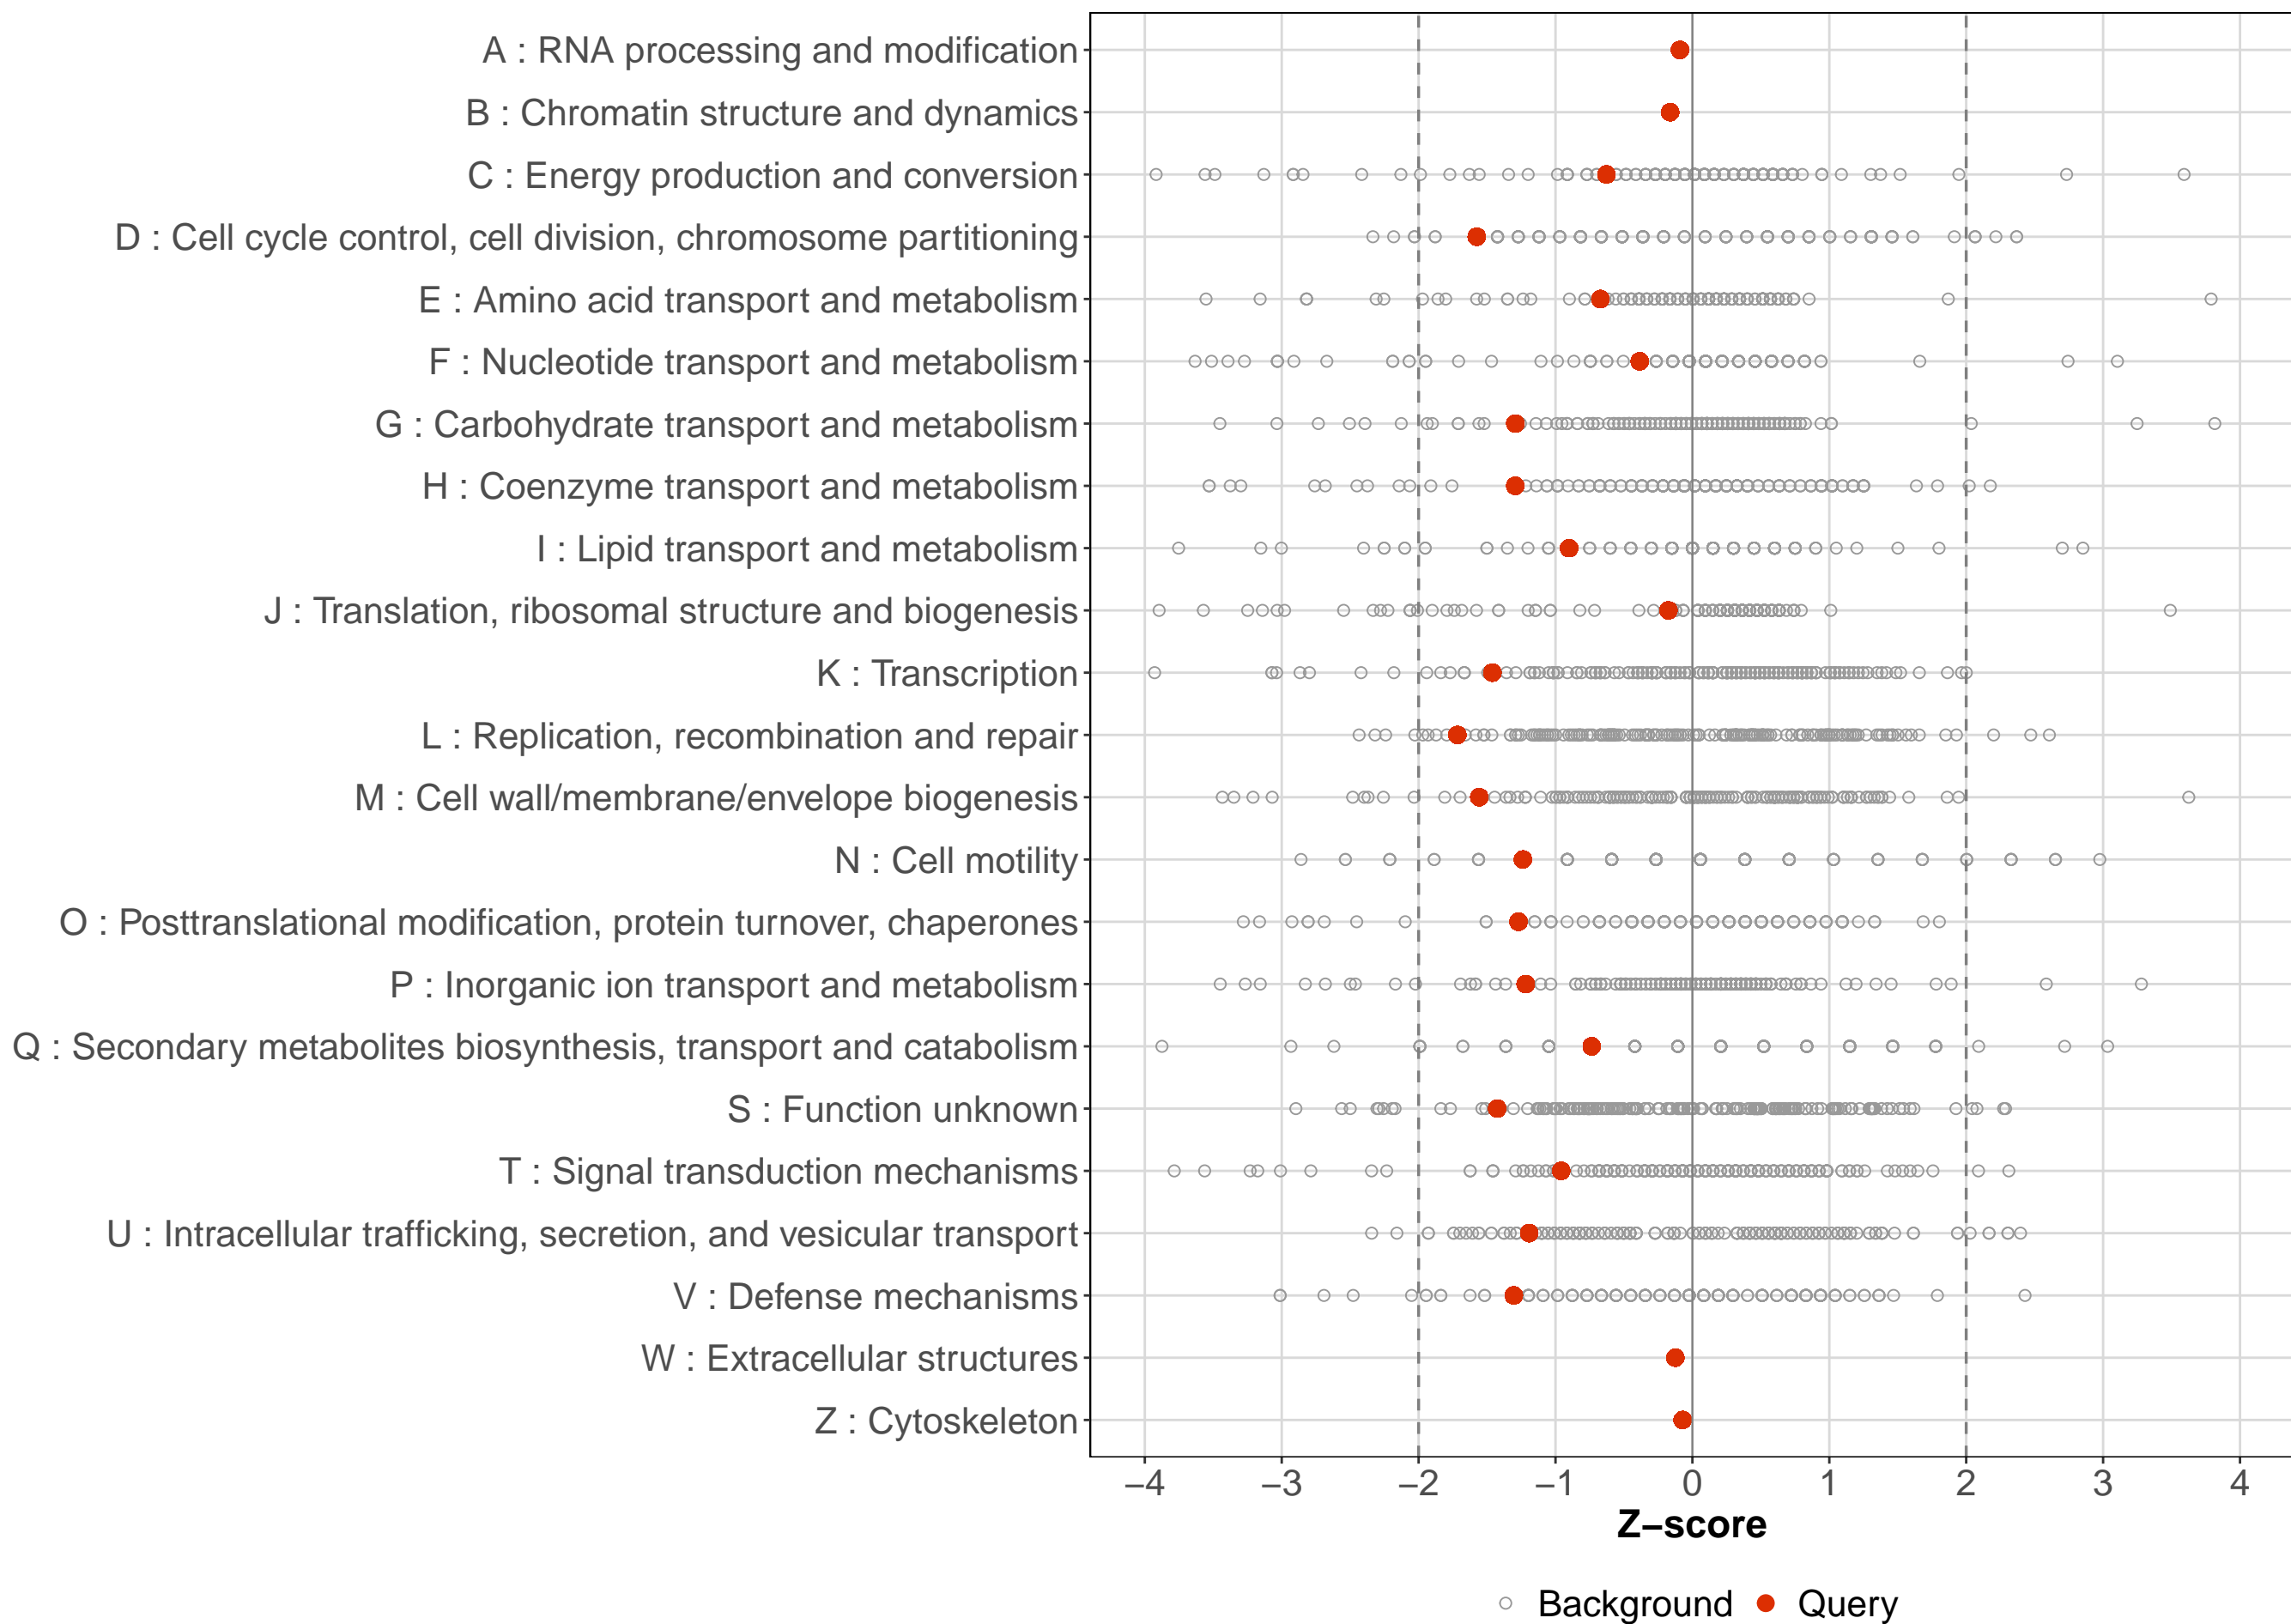 A : RNA processing and modification
B : Chromatin structure and dynamics
C : Energy production and conversion
D : Cell cycle control, cell division, chromosome partitioning
E : Amino acid transport and metabolism
F : Nucleotide transport and metabolism
G : Carbohydrate transport and metabolism
H : Coenzyme transport and metabolism
I : Lipid transport and metabolism
J : Translation, ribosomal structure and biogenesis
K : Transcription
L : Replication, recombination and repair
M : Cell wall/membrane/envelope biogenesis
N : Cell motility
O : Posttranslational modification, protein turnover, chaperones
P : Inorganic ion transport and metabolism
Q : Secondary metabolites biosynthesis, transport and catabolism
S : Function unknown
T : Signal transduction mechanisms
U : Intracellular trafficking, secretion, and vesicular transport
V : Defense mechanisms
W : Extracellular structures
Z : Cytoskeleton
−4 −3 −2 −1 0 1 2 3 4
Z−score
Background Query